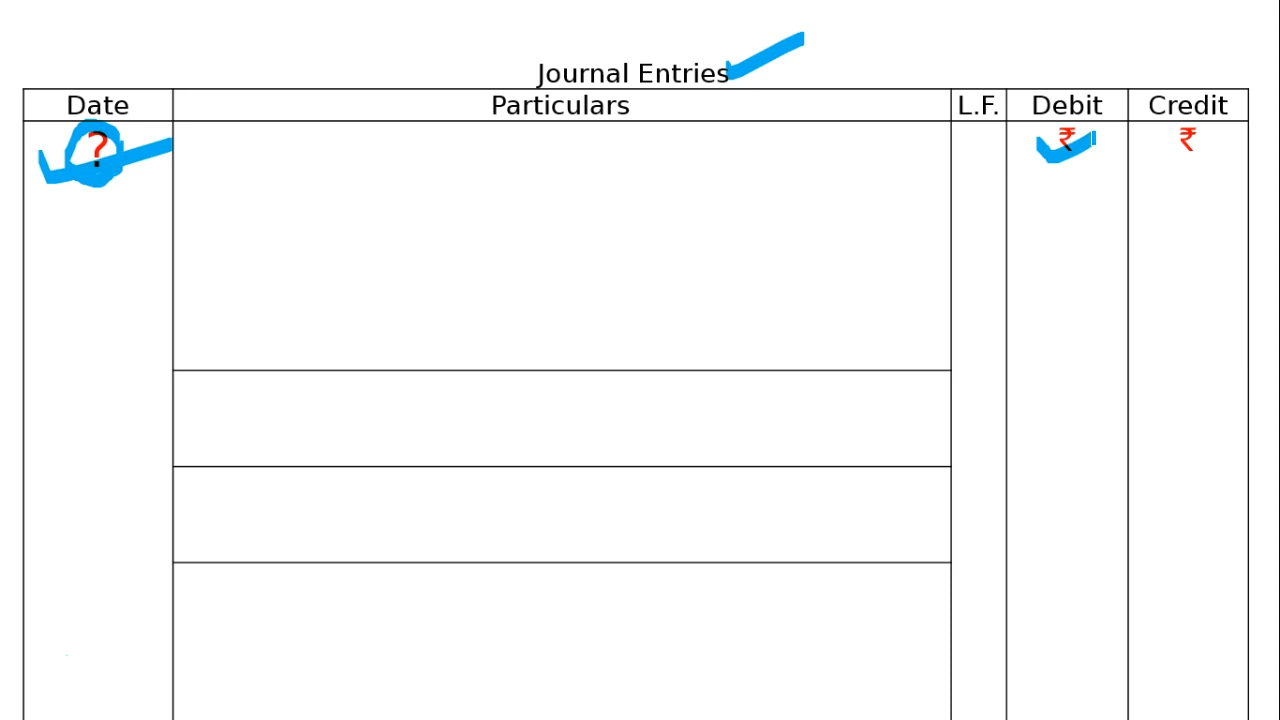 Journal Entries
Date Particulars L.F. Debit Credit
? ₹ ₹